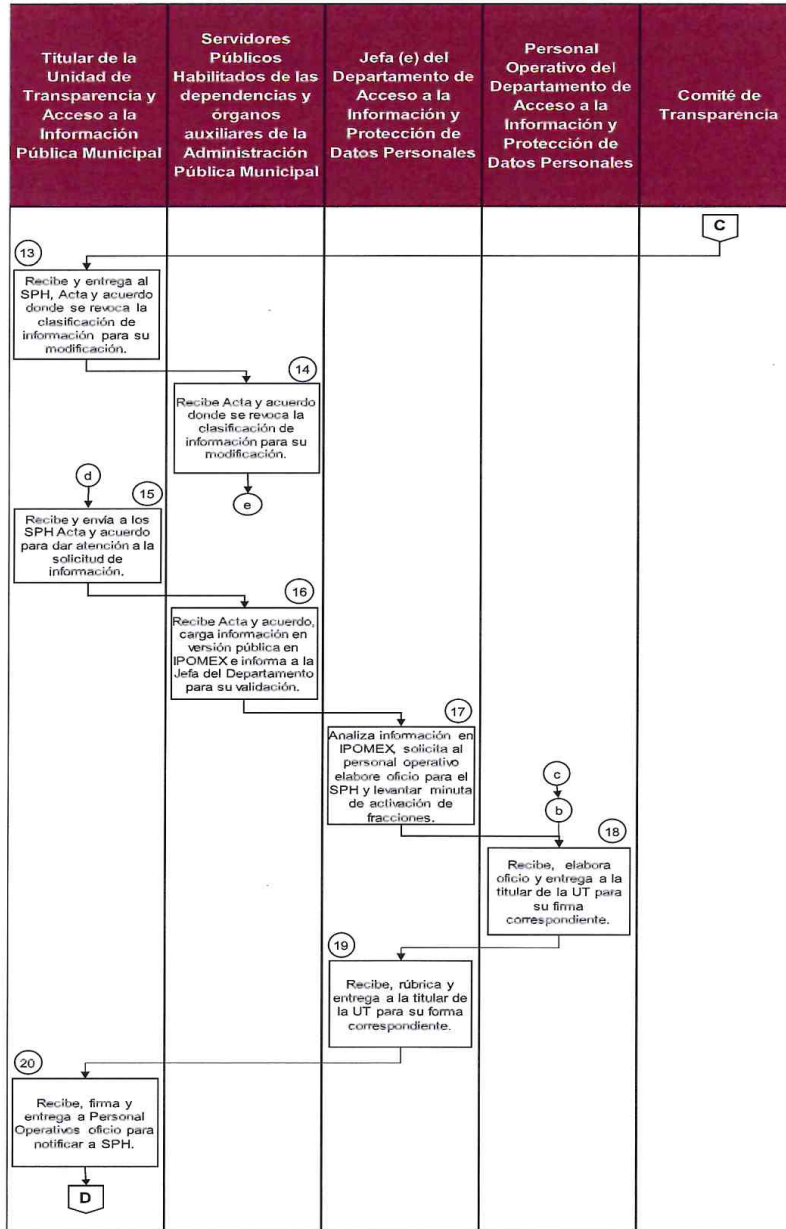 Titular de la
Unidad de
Transparencia y
Acceso a la
Información
Pública Municipal
Servidores
Públicos
Habilitados de las
dependencias y
órganos
auxiliares de la
Administración
Pública Municipal
Jefa (e) del
Departamento de
Acceso a la
Información y
Protección de
Datos Personales
Personal
Operativo del
Departamento de
Acceso a la
Información y
Protección de
Datos Personales
Comité de
Transparencia
C
13
Recibe y entrega al
SPH, Acta y acuerdo
donde se revoca la
clasificación de
información para su
modificación.
14
Recibe Acta y acuerdo
donde se revoca la
clasificación de
información para su
modificación.
e
d
15
Recibe y envía a los
SPH Acta y acuerdo
para dar atención a la
solicitud de
información.
16
Recibe Acta y acuerdo,
carga información en
versión pública en
IPOMEX e informa a la
Jefa del Departamento
para su validación.
17
Analiza información en
IPOMEX, solicita al
personal operativo
elabore oficio para el
SPH y levantar minuta
de activación de
fracciones.
c
b
18
Recibe, elabora
oficio y entrega a la
titular de la UT para
su firma
correspondiente.
19
Recibe, rúbrica y
entrega a la titular de
la UT para su forma
correspondiente.
20
Recibe, firma y
entrega a Personal
Operativos oficio para
notificar a SPH.
D